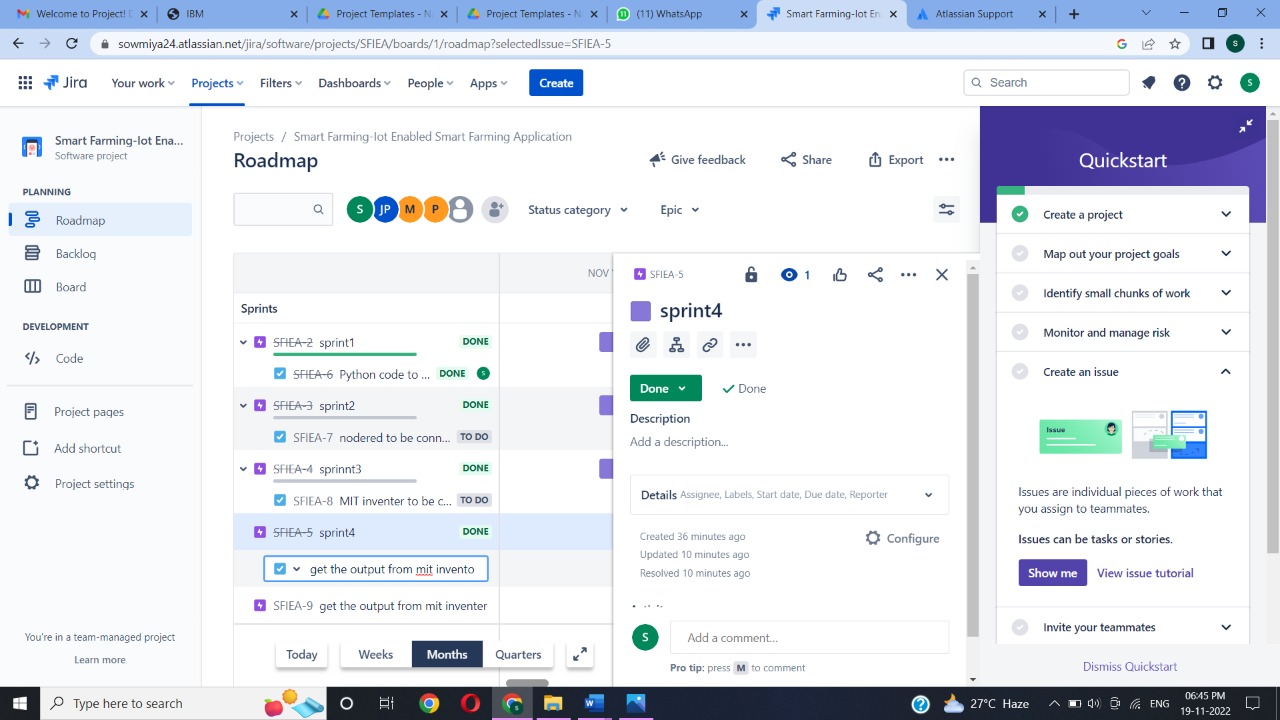 Welcome to Project De
IBM
Project Templates - N
Project Template - No
(11) WhatsApp
Smart Farming-Iot En
Atlassian Support
sowmiya24.atlassian.net/jira/software/projects/SFIEA/boards/1/roadmap?selectedIssue=SFIEA-5
S
Jira
Your work
Projects
Filters
Dashboards
People
Apps
Create
Search
S
Smart Farming-Iot Ena...
Software project
PLANNING
Roadmap
Backlog
Board
DEVELOPMENT
Code
Project pages
Add shortcut
Project settings
You're in a team-managed project
Learn more
Projects / Smart Farming-Iot Enabled Smart Farming Application
Roadmap
Give feedback
Share
Export
S JP M P
Status category
Epic
NOV
Sprints
SFIEA-2 sprint1 DONE
SFIEA-6 Python code to ... DONE S
SFIEA-3 sprint2 DONE
SFIEA-7 nodered to be conn... TO DO
SFIEA-4 sprinnt3 DONE
SFIEA-8 MIT inventer to be c... TO DO
SFIEA-5 sprint4 DONE
get the output from mit invento
SFIEA-9 get the output from mit inventer
Today
Weeks
Months
Quarters
SFIEA-5
1
sprint4
Done
Done
Description
Add a description...
Details Assignee, Labels, Start date, Due date, Reporter
Created 36 minutes ago
Updated 10 minutes ago
Resolved 10 minutes ago
Configure
S
Add a comment...
Pro tip: press M to comment
Quickstart
Create a project
Map out your project goals
Identify small chunks of work
Monitor and manage risk
Create an issue
Issue
Issues are individual pieces of work that
you assign to teammates.
Issues can be tasks or stories.
Show me
View issue tutorial
Invite your teammates
Dismiss Quickstart
Type here to search
27°C Haze
ENG
06:45 PM
19-11-2022